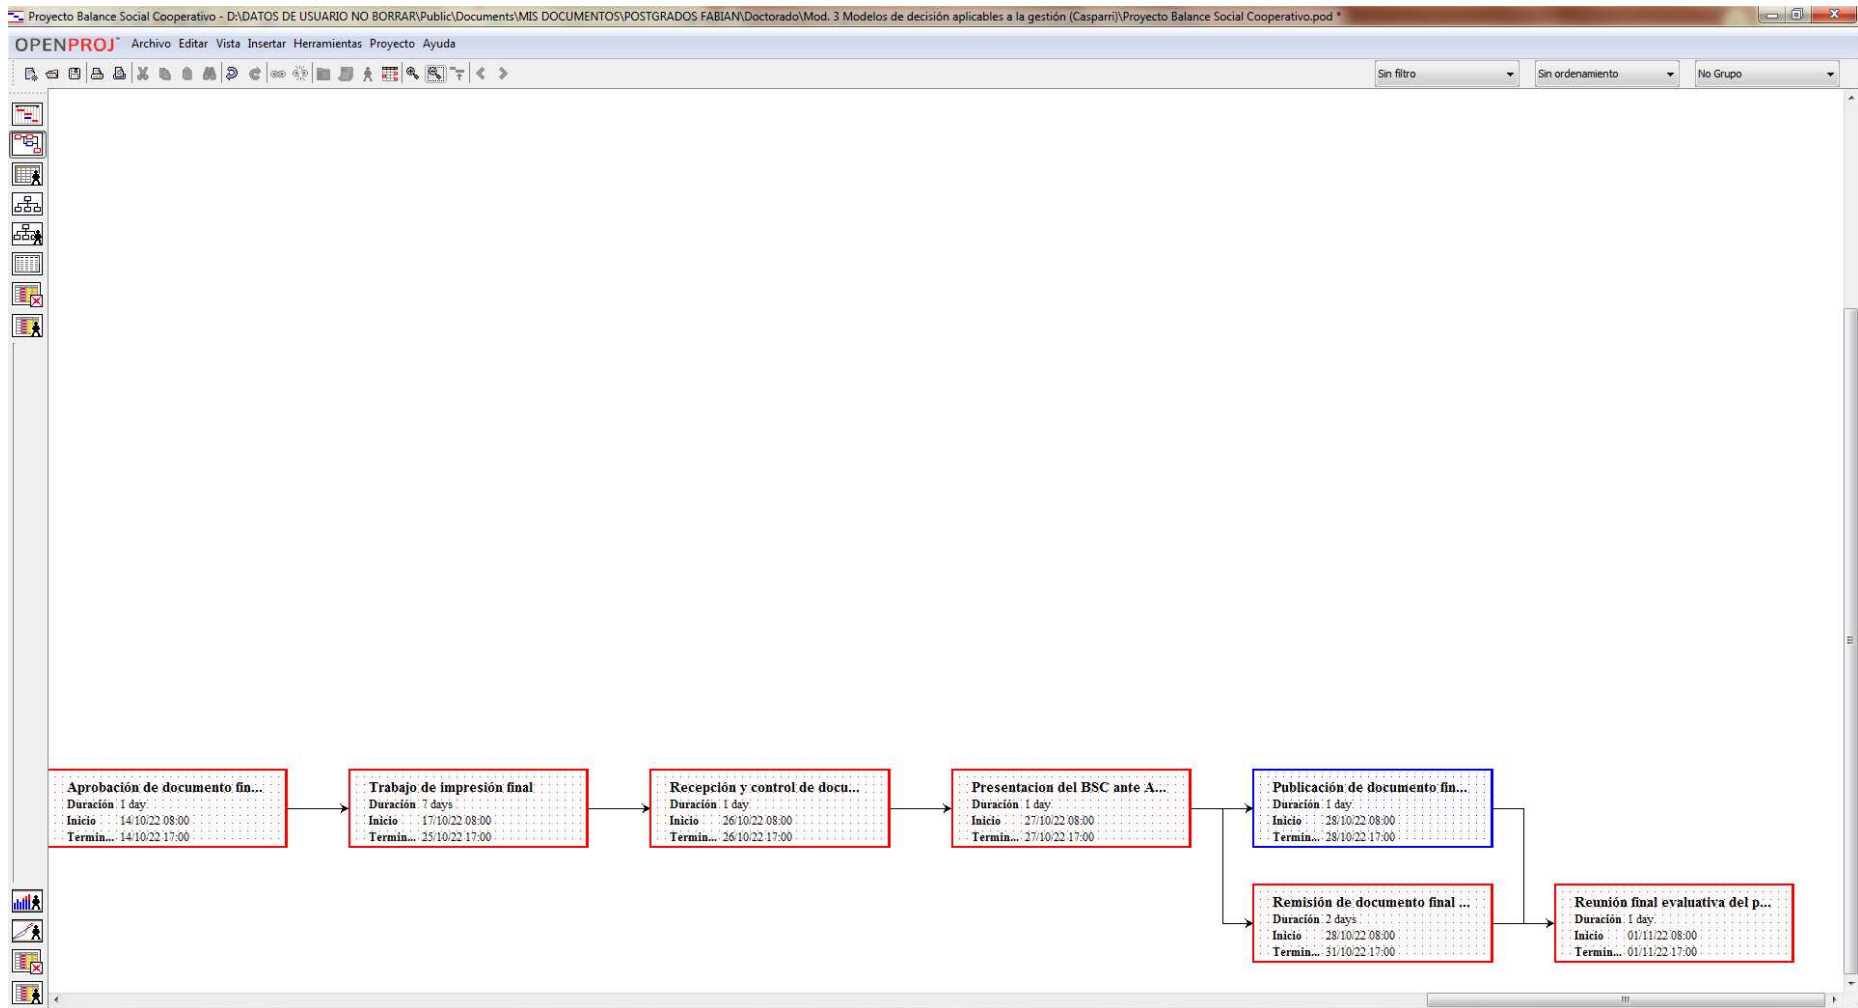 Proyecto Balance Social Cooperativo - D:\DATOS DE USUARIO NO BORRAR\Public\Documents\MIS DOCUMENTOS\POSTGRADOS FABIAN\Doctorado\Mod. 3 Modelos de decisión aplicables a la gestión (Casparri)\Proyecto Balance Social Cooperativo.pod *
OPENPROJ Archivo Editar Vista Insertar Herramientas Proyecto Ayuda
Sin filtro Sin ordenamiento No Grupo
Aprobación de documento fin...
Duración 1 day
Inicio 14/10/22 08:00
Termin... 14/10/22 17:00
Trabajo de impresión final
Duración 7 days
Inicio 17/10/22 08:00
Termin... 25/10/22 17:00
Recepción y control de docu...
Duración 1 day
Inicio 26/10/22 08:00
Termin... 26/10/22 17:00
Presentacion del BSC ante A...
Duración 1 day
Inicio 27/10/22 08:00
Termin... 27/10/22 17:00
Publicación de documento fin...
Duración 1 day
Inicio 28/10/22 08:00
Termin... 28/10/22 17:00
Remisión de documento final ...
Duración 2 days
Inicio 28/10/22 08:00
Termin... 31/10/22 17:00
Reunión final evaluativa del p...
Duración 1 day
Inicio 01/11/22 08:00
Termin... 01/11/22 17:00